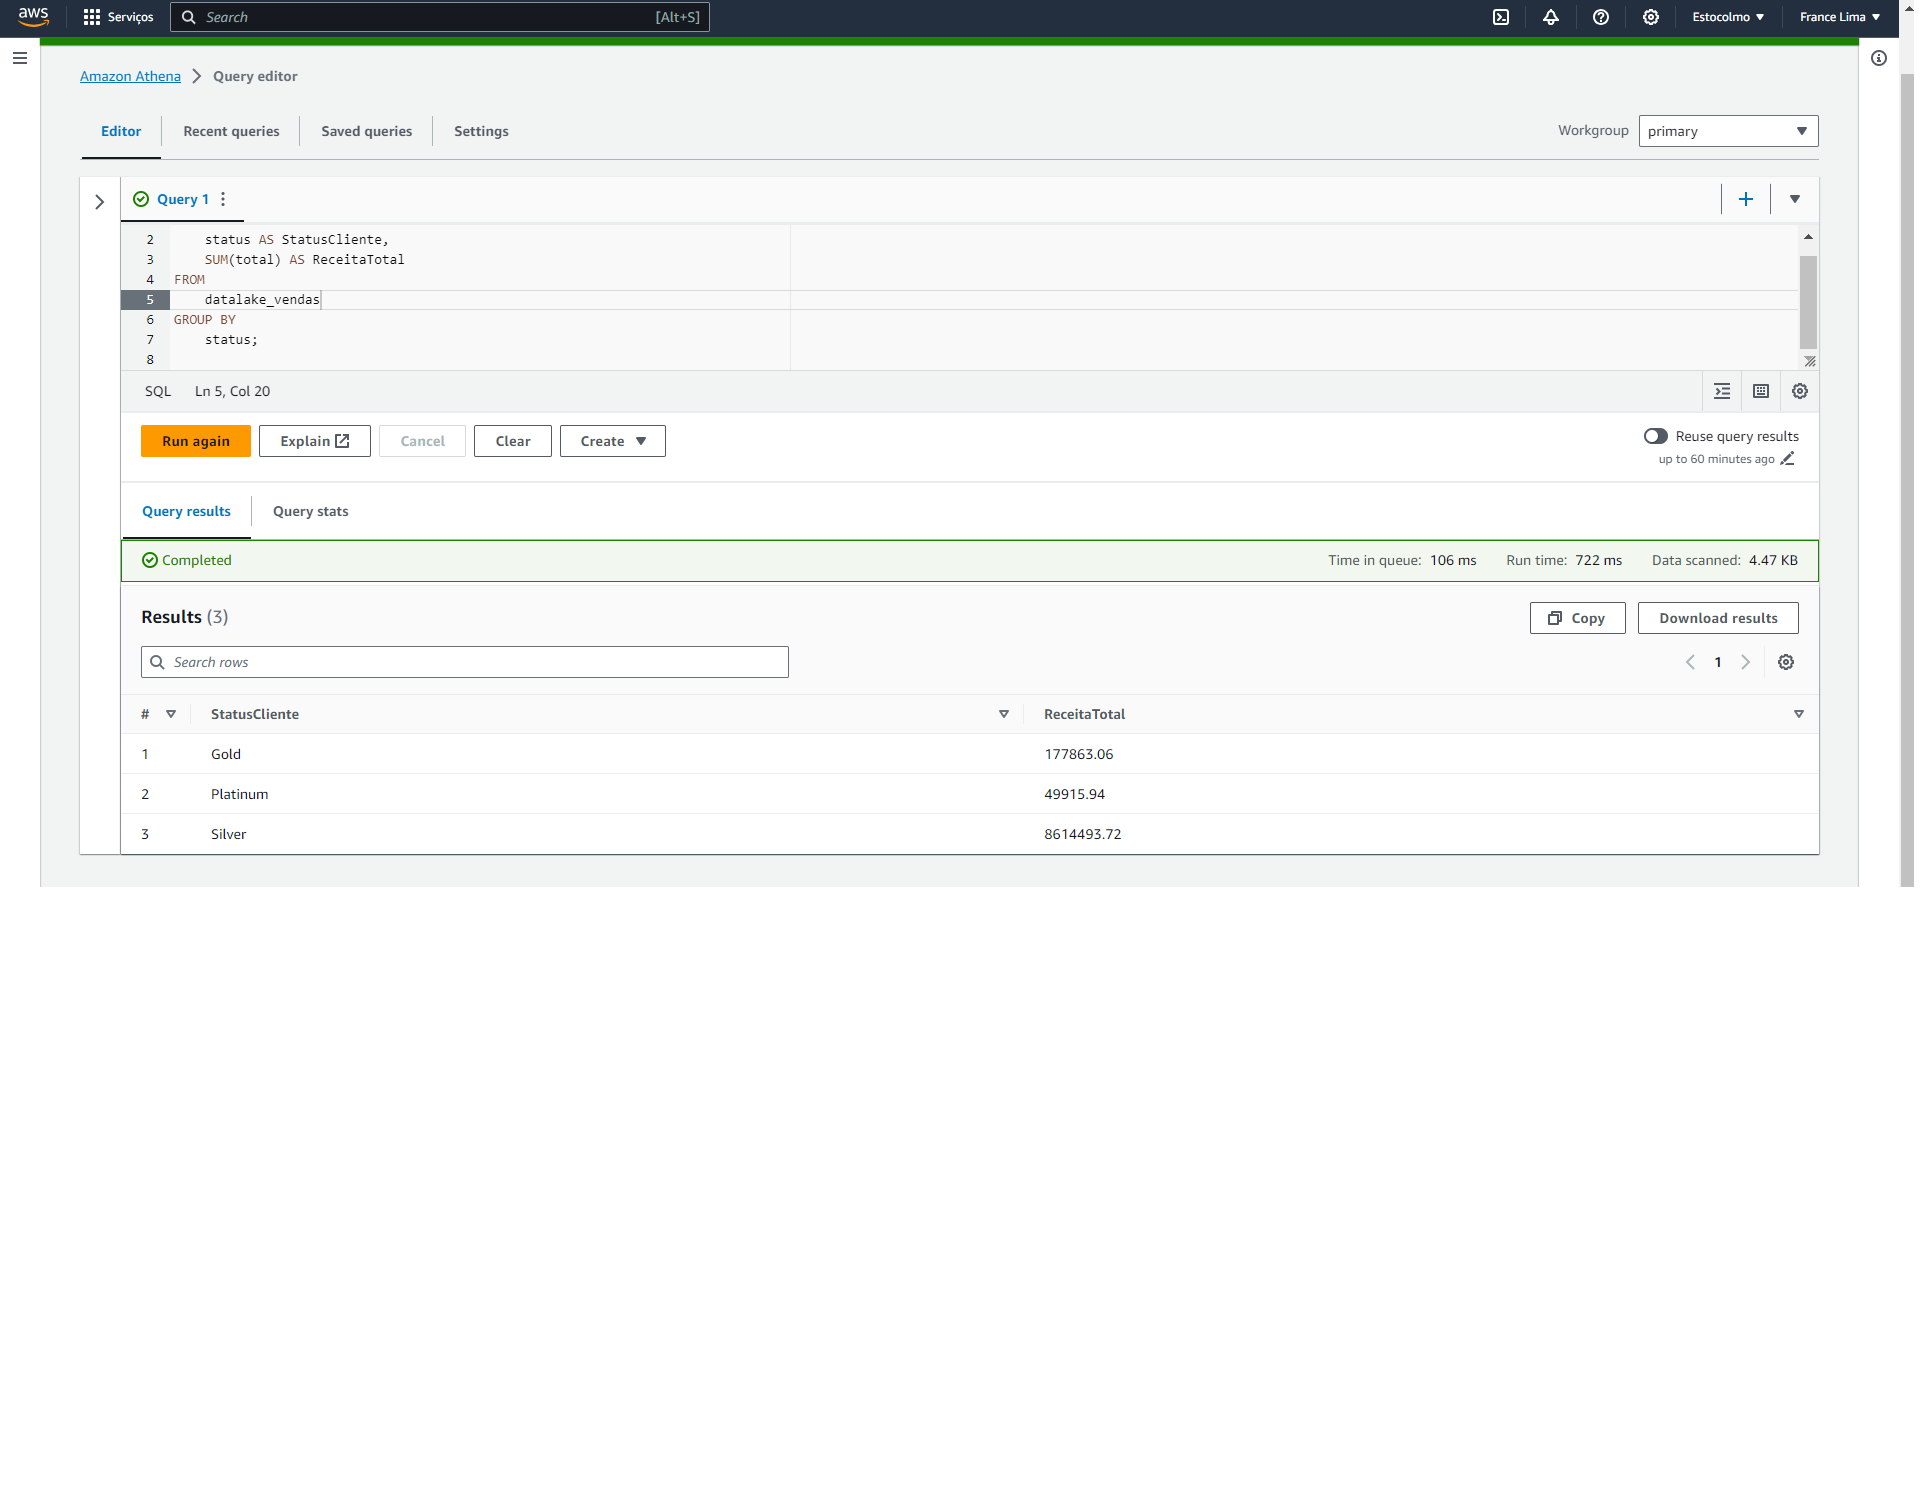 aws Serviços Search [Alt+S] Estocolmo France Lima
Amazon Athena Query editor
Editor Recent queries Saved queries Settings Workgroup primary
Query 1
2 status AS StatusCliente,
3 SUM(total) AS ReceitaTotal
4 FROM
5 datalake_vendas
6 GROUP BY
7 status;
8
SQL Ln 5, Col 20
Run again Explain Cancel Clear Create Reuse query results
up to 60 minutes ago
Query results Query stats
Completed Time in queue: 106 ms Run time: 722 ms Data scanned: 4.47 KB
Results (3) Copy Download results
Search rows 1
# StatusCliente ReceitaTotal
1 Gold 177863.06
2 Platinum 49915.94
3 Silver 8614493.72